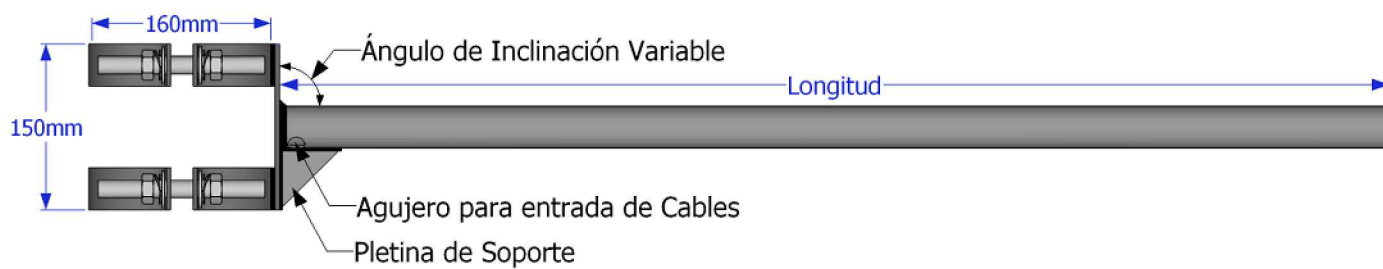 160mm
Ángulo de Inclinación Variable
Longitud
150mm
Agujero para entrada de Cables
Pletina de Soporte